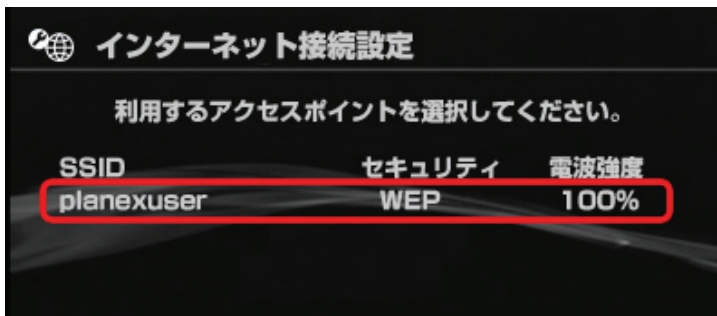 インターネット接続設定
利用するアクセスポイントを選択してください。
SSID セキュリティ 電波強度
planexuser WEP 100%